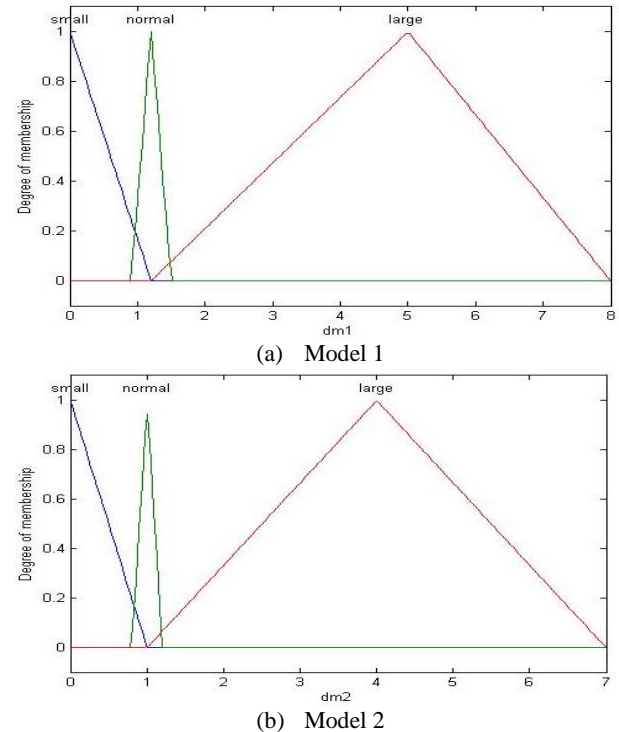 small normal large
1
0.8
0.6
0.4
0.2
0
Degree of membership
0 1 2 3 4 5 6 7 8
dm1
(a) Model 1
small normal large
1
0.8
0.6
0.4
0.2
0
Degree of membership
0 1 2 3 4 5 6 7
dm2
(b) Model 2